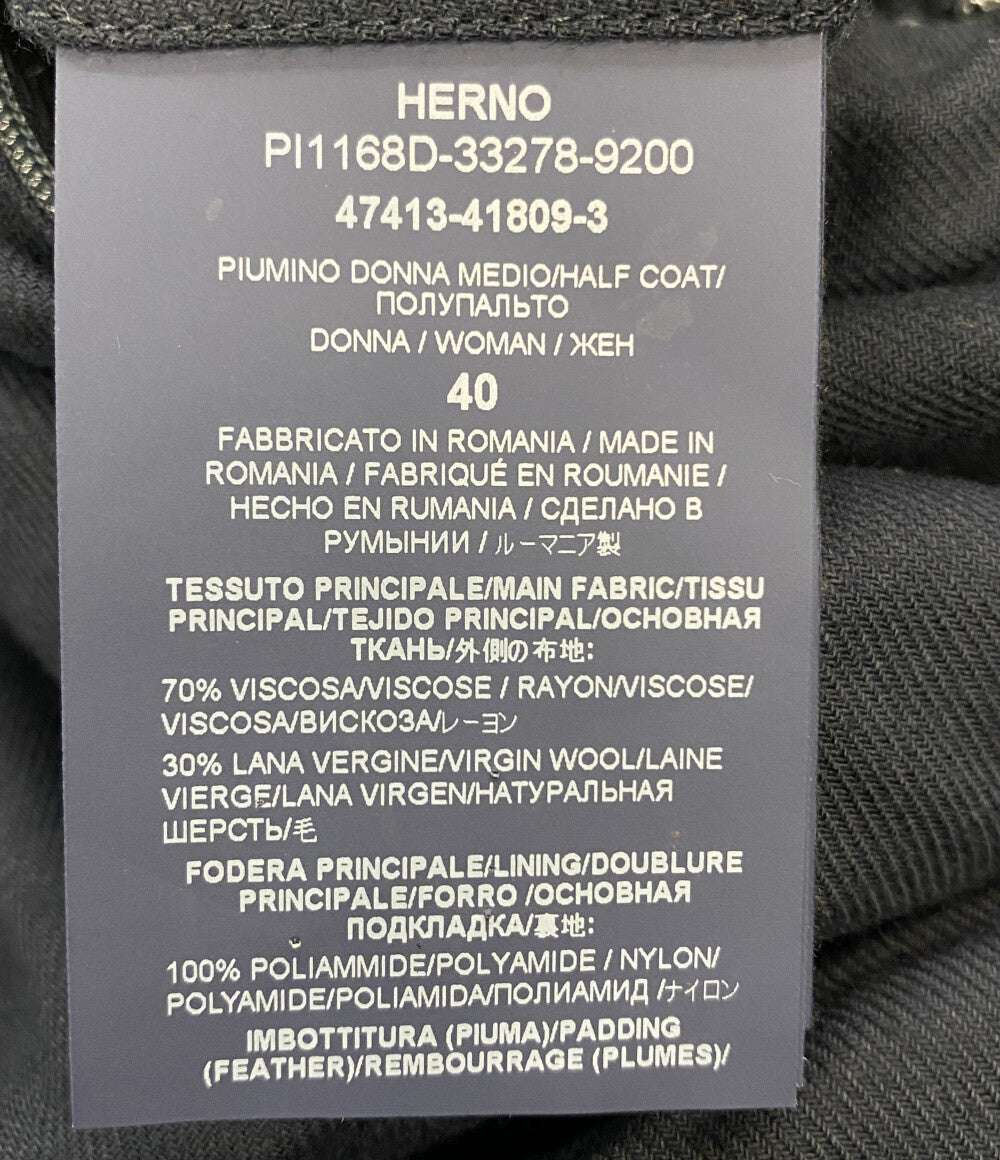 HERNO
PI1168D-33278-9200
47413-41809-3
PIUMINO DONNA MEDIO/HALF COAT/
ПОЛУПАЛЬТО
DONNA / WOMAN / ЖЕН
40
FABBRICATO IN ROMANIA / MADE IN
ROMANIA / FABRIQUÉ EN ROUMANIE /
HECHO EN RUMANIA / СДЕЛАНО В
РУМЫНИИ / ルーマニア製
TESSUTO PRINCIPALE/MAIN FABRIC/TISSU
PRINCIPAL/TEJIDO PRINCIPAL/ОСНОВНАЯ
ТКАНЬ/外側の布地:
70% VISCOSA/VISCOSE / RAYON/VISCOSE/
VISCOSA/ВИСКОЗА/レーヨン
30% LANA VERGINE/VIRGIN WOOL/LAINE
VIERGE/LANA VIRGEN/НАТУРАЛЬНАЯ
ШЕРСТЬ/毛
FODERA PRINCIPALE/LINING/DOUBLURE
PRINCIPALE/FORRO /ОСНОВНАЯ
ПОДКЛАДКА/裏地:
100% POLIAMMIDE/POLYAMIDE / NYLON/
POLYAMIDE/POLIAMIDA/ПОЛИАМИД /ナイロン
IMBOTTITURA (PIUMA)/PADDING
(FEATHER)/REMBOURRAGE (PLUMES)/